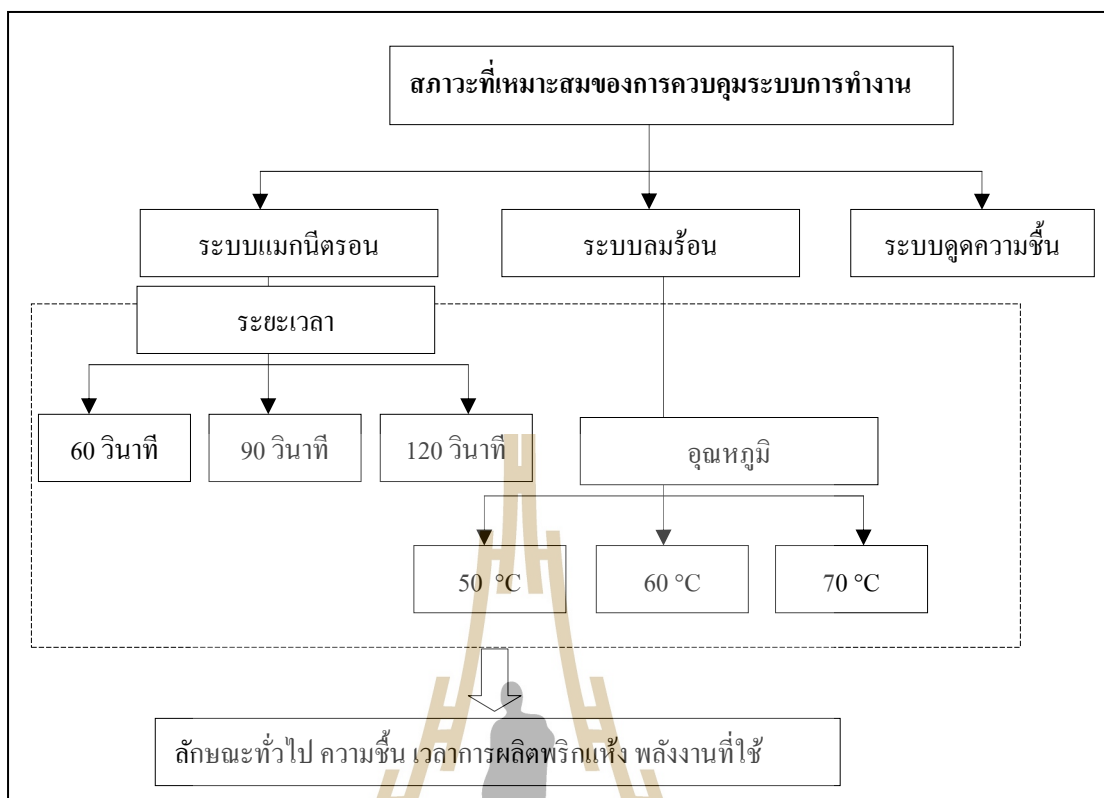 สภาวะที่เหมาะสมของการควบคุมระบบการทำงาน
ระบบแมกนีตรอน
ระบบลมร้อน
ระบบดูดความชื้น
ระยะเวลา
60 วินาที
90 วินาที
120 วินาที
อุณหภูมิ
50 °C
60 °C
70 °C
ลักษณะทั่วไป ความชื้น เวลาการผลิตพริกแห้ง พลังงานที่ใช้